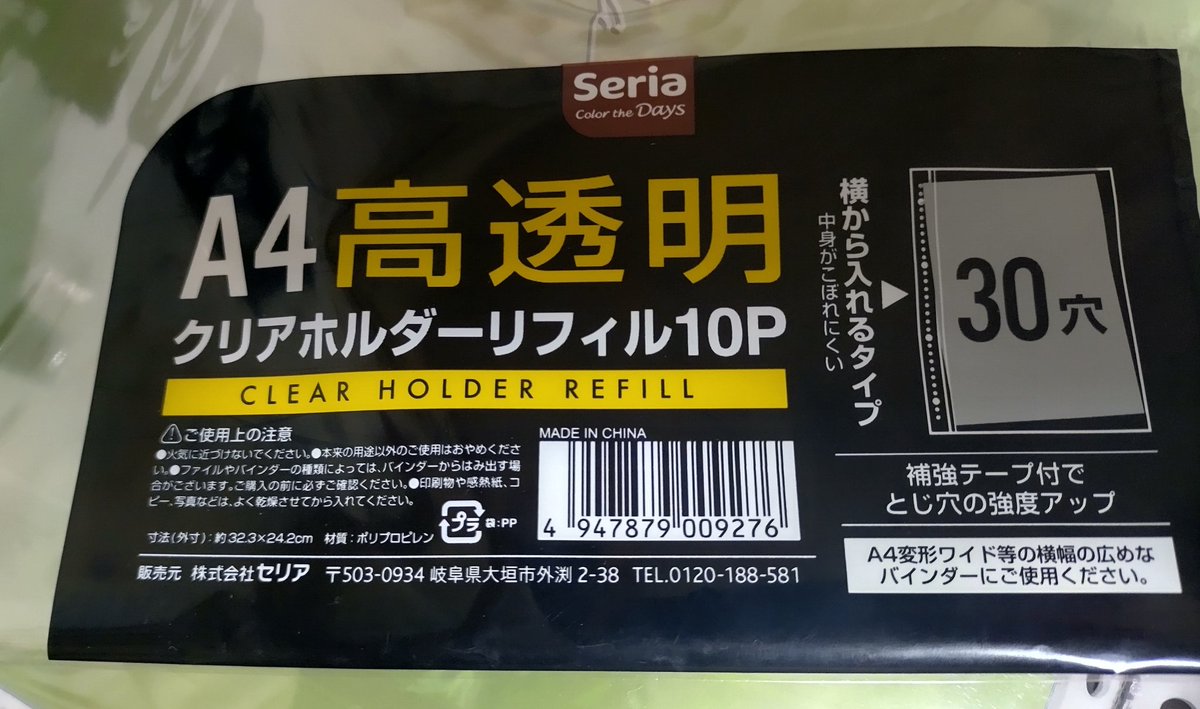 Seria
Color the Days
A4高透明
クリアホルダーリフィル10P
CLEAR HOLDER REFILL
⚠ご使用上の注意
●火気に近づけないでください。●本来の用途以外のご使用はおやめくださ
い。●ファイルやバインダーの種類によっては、バインダーからはみ出す場
合がございます。ご購入の前に必ずご確認ください。●印刷物や感熱紙、コ
ピー、写真などは、よく乾燥させてから入れてください。
寸法(外寸):約32.3×24.2cm 材質:ポリプロピレン
プラ 袋:PP
MADE IN CHINA
4 947879 009276
販売元 株式会社セリア 〒503-0934 岐阜県大垣市外渕 2-38 TEL.0120-188-581
横から入れるタイプ
中身がこぼれにくい
30穴
補強テープ付で
とじ穴の強度アップ
A4変形ワイド等の横幅の広めな
バインダーにご使用ください。